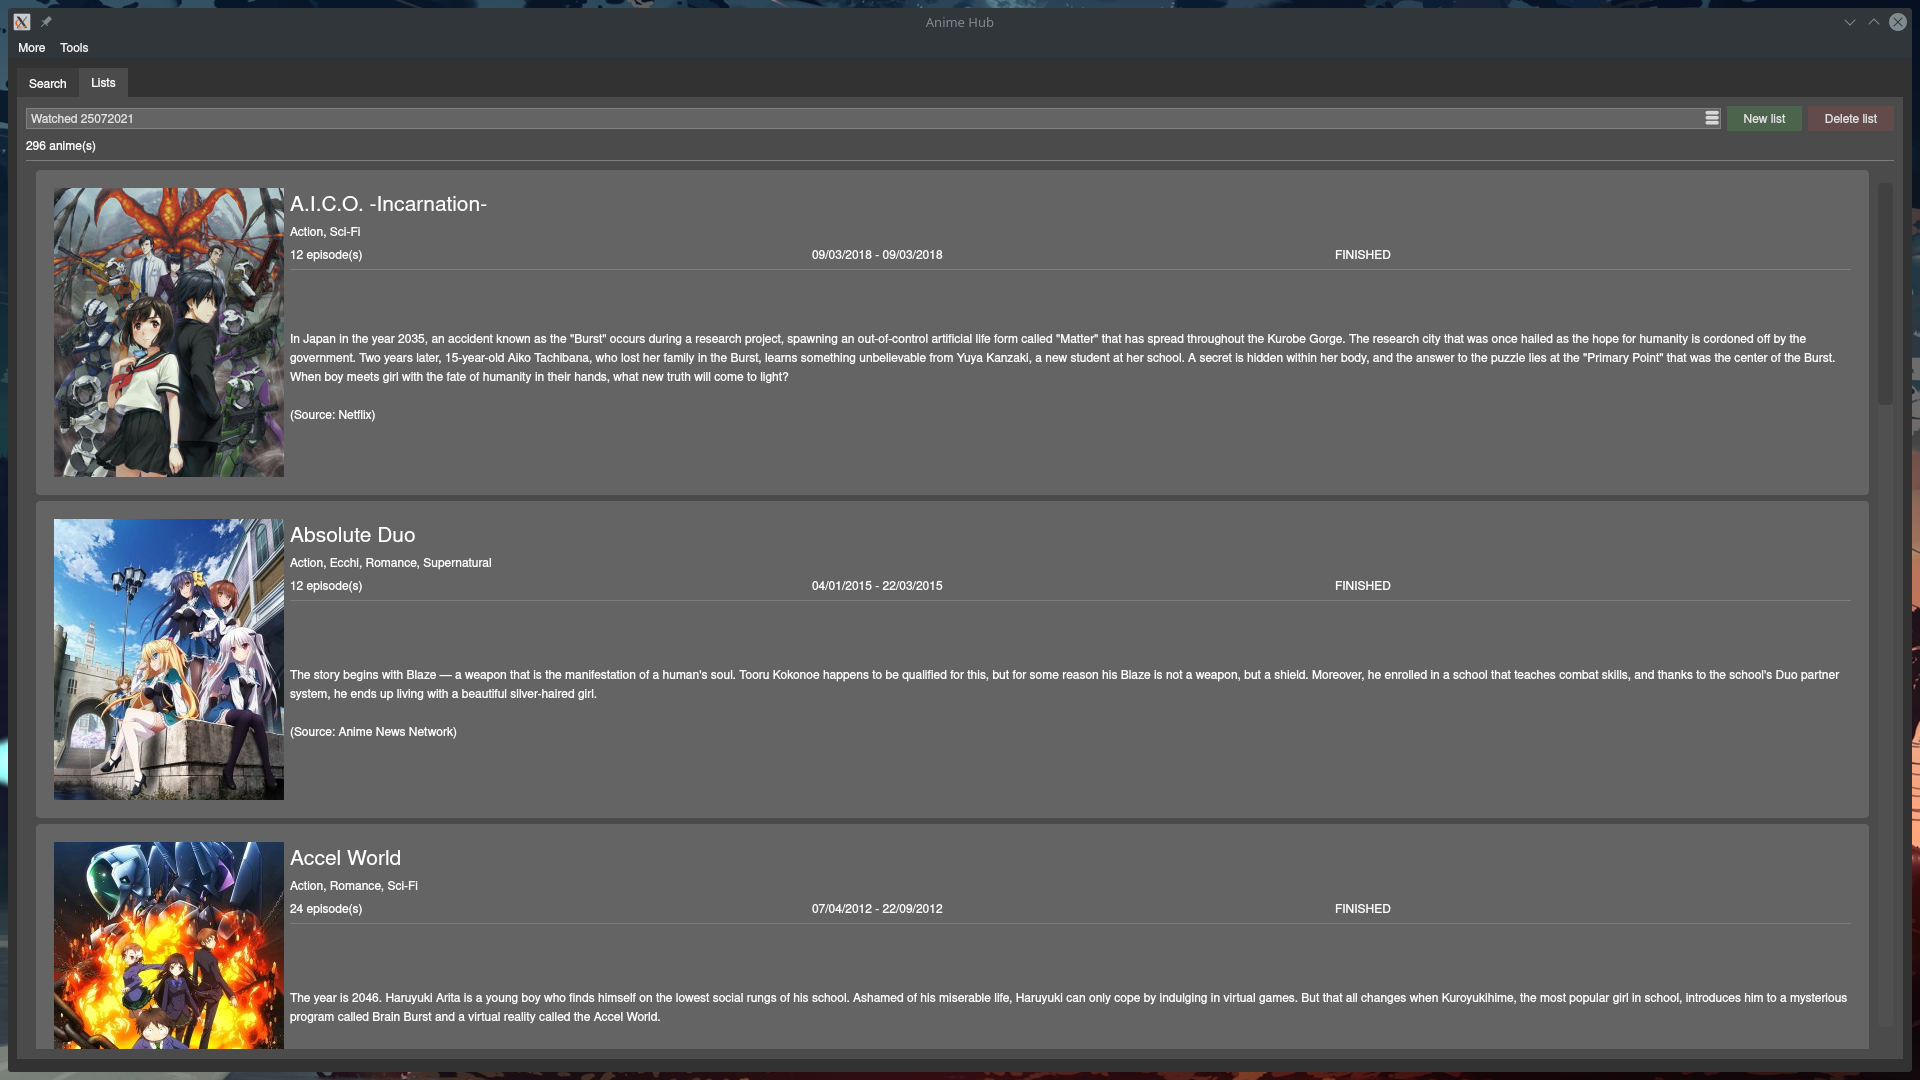 Anime Hub
More Tools
Search Lists
Watched 25072021 New list Delete list
296 anime(s)
A.I.C.O. -Incarnation-
Action, Sci-Fi
12 episode(s) 09/03/2018 - 09/03/2018 FINISHED
In Japan in the year 2035, an accident known as the "Burst" occurs during a research project, spawning an out-of-control artificial life form called "Matter" that has spread throughout the Kurobe Gorge. The research city that was once hailed as the hope for humanity is cordoned off by the
government. Two years later, 15-year-old Aiko Tachibana, who lost her family in the Burst, learns something unbelievable from Yuya Kanzaki, a new student at her school. A secret is hidden within her body, and the answer to the puzzle lies at the "Primary Point" that was the center of the Burst.
When boy meets girl with the fate of humanity in their hands, what new truth will come to light?
(Source: Netflix)
Absolute Duo
Action, Ecchi, Romance, Supernatural
12 episode(s) 04/01/2015 - 22/03/2015 FINISHED
The story begins with Blaze — a weapon that is the manifestation of a human's soul. Tooru Kokonoe happens to be qualified for this, but for some reason his Blaze is not a weapon, but a shield. Moreover, he enrolled in a school that teaches combat skills, and thanks to the school's Duo partner
system, he ends up living with a beautiful silver-haired girl.
(Source: Anime News Network)
Accel World
Action, Romance, Sci-Fi
24 episode(s) 07/04/2012 - 22/09/2012 FINISHED
The year is 2046. Haruyuki Arita is a young boy who finds himself on the lowest social rungs of his school. Ashamed of his miserable life, Haruyuki can only cope by indulging in virtual games. But that all changes when Kuroyukihime, the most popular girl in school, introduces him to a mysterious
program called Brain Burst and a virtual reality called the Accel World.